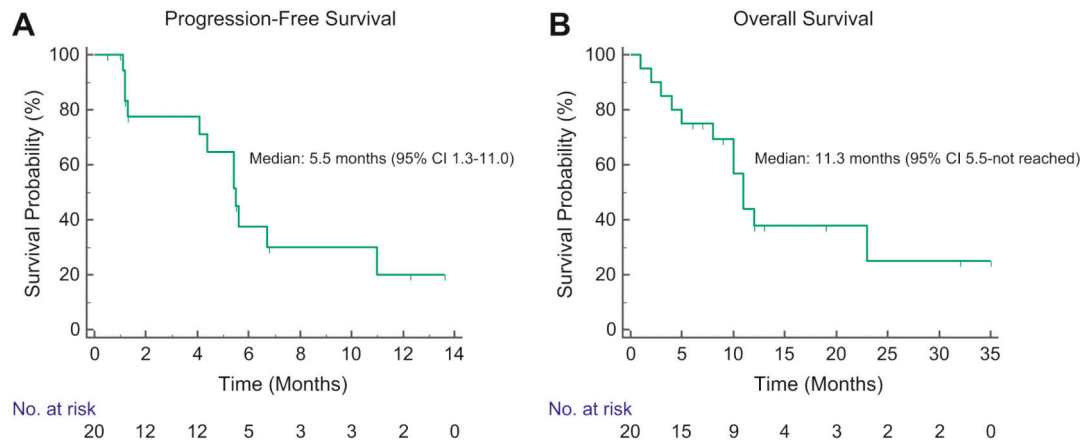 A
Progression-Free Survival
Survival Probability (%)
100
80
60
40
20
0
Median: 5.5 months (95% CI 1.3-11.0)
0 2 4 6 8 10 12 14
Time (Months)
No. at risk
20 12 12 5 3 3 2 0
B
Overall Survival
Survival Probability (%)
100
80
60
40
20
0
Median: 11.3 months (95% CI 5.5-not reached)
0 5 10 15 20 25 30 35
Time (Months)
No. at risk
20 15 9 4 3 2 2 0